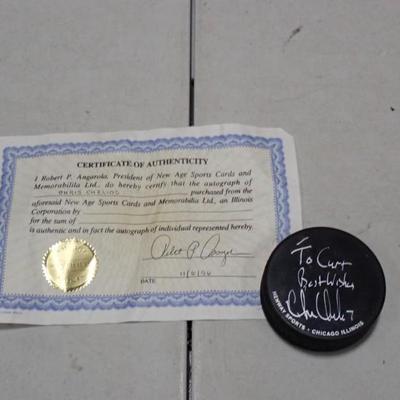 CERTIFICATE OF AUTHENTICITY
I Robert P. Angarola, President of New Age Sports Cards and
Memorabilila Ltd., do hereby certify that the autograph of
CHRIS CHELIOS purchased from the
aforesaid New Age Sports Cards and Memorabilia Ltd., an Illinois
Corporation by
for the sum of
is authentic and in fact the autograph of individual represented hereby.
DATE
To Curt
Best Wishes
HENWAY SPORTS • CHICAGO ILLINOIS